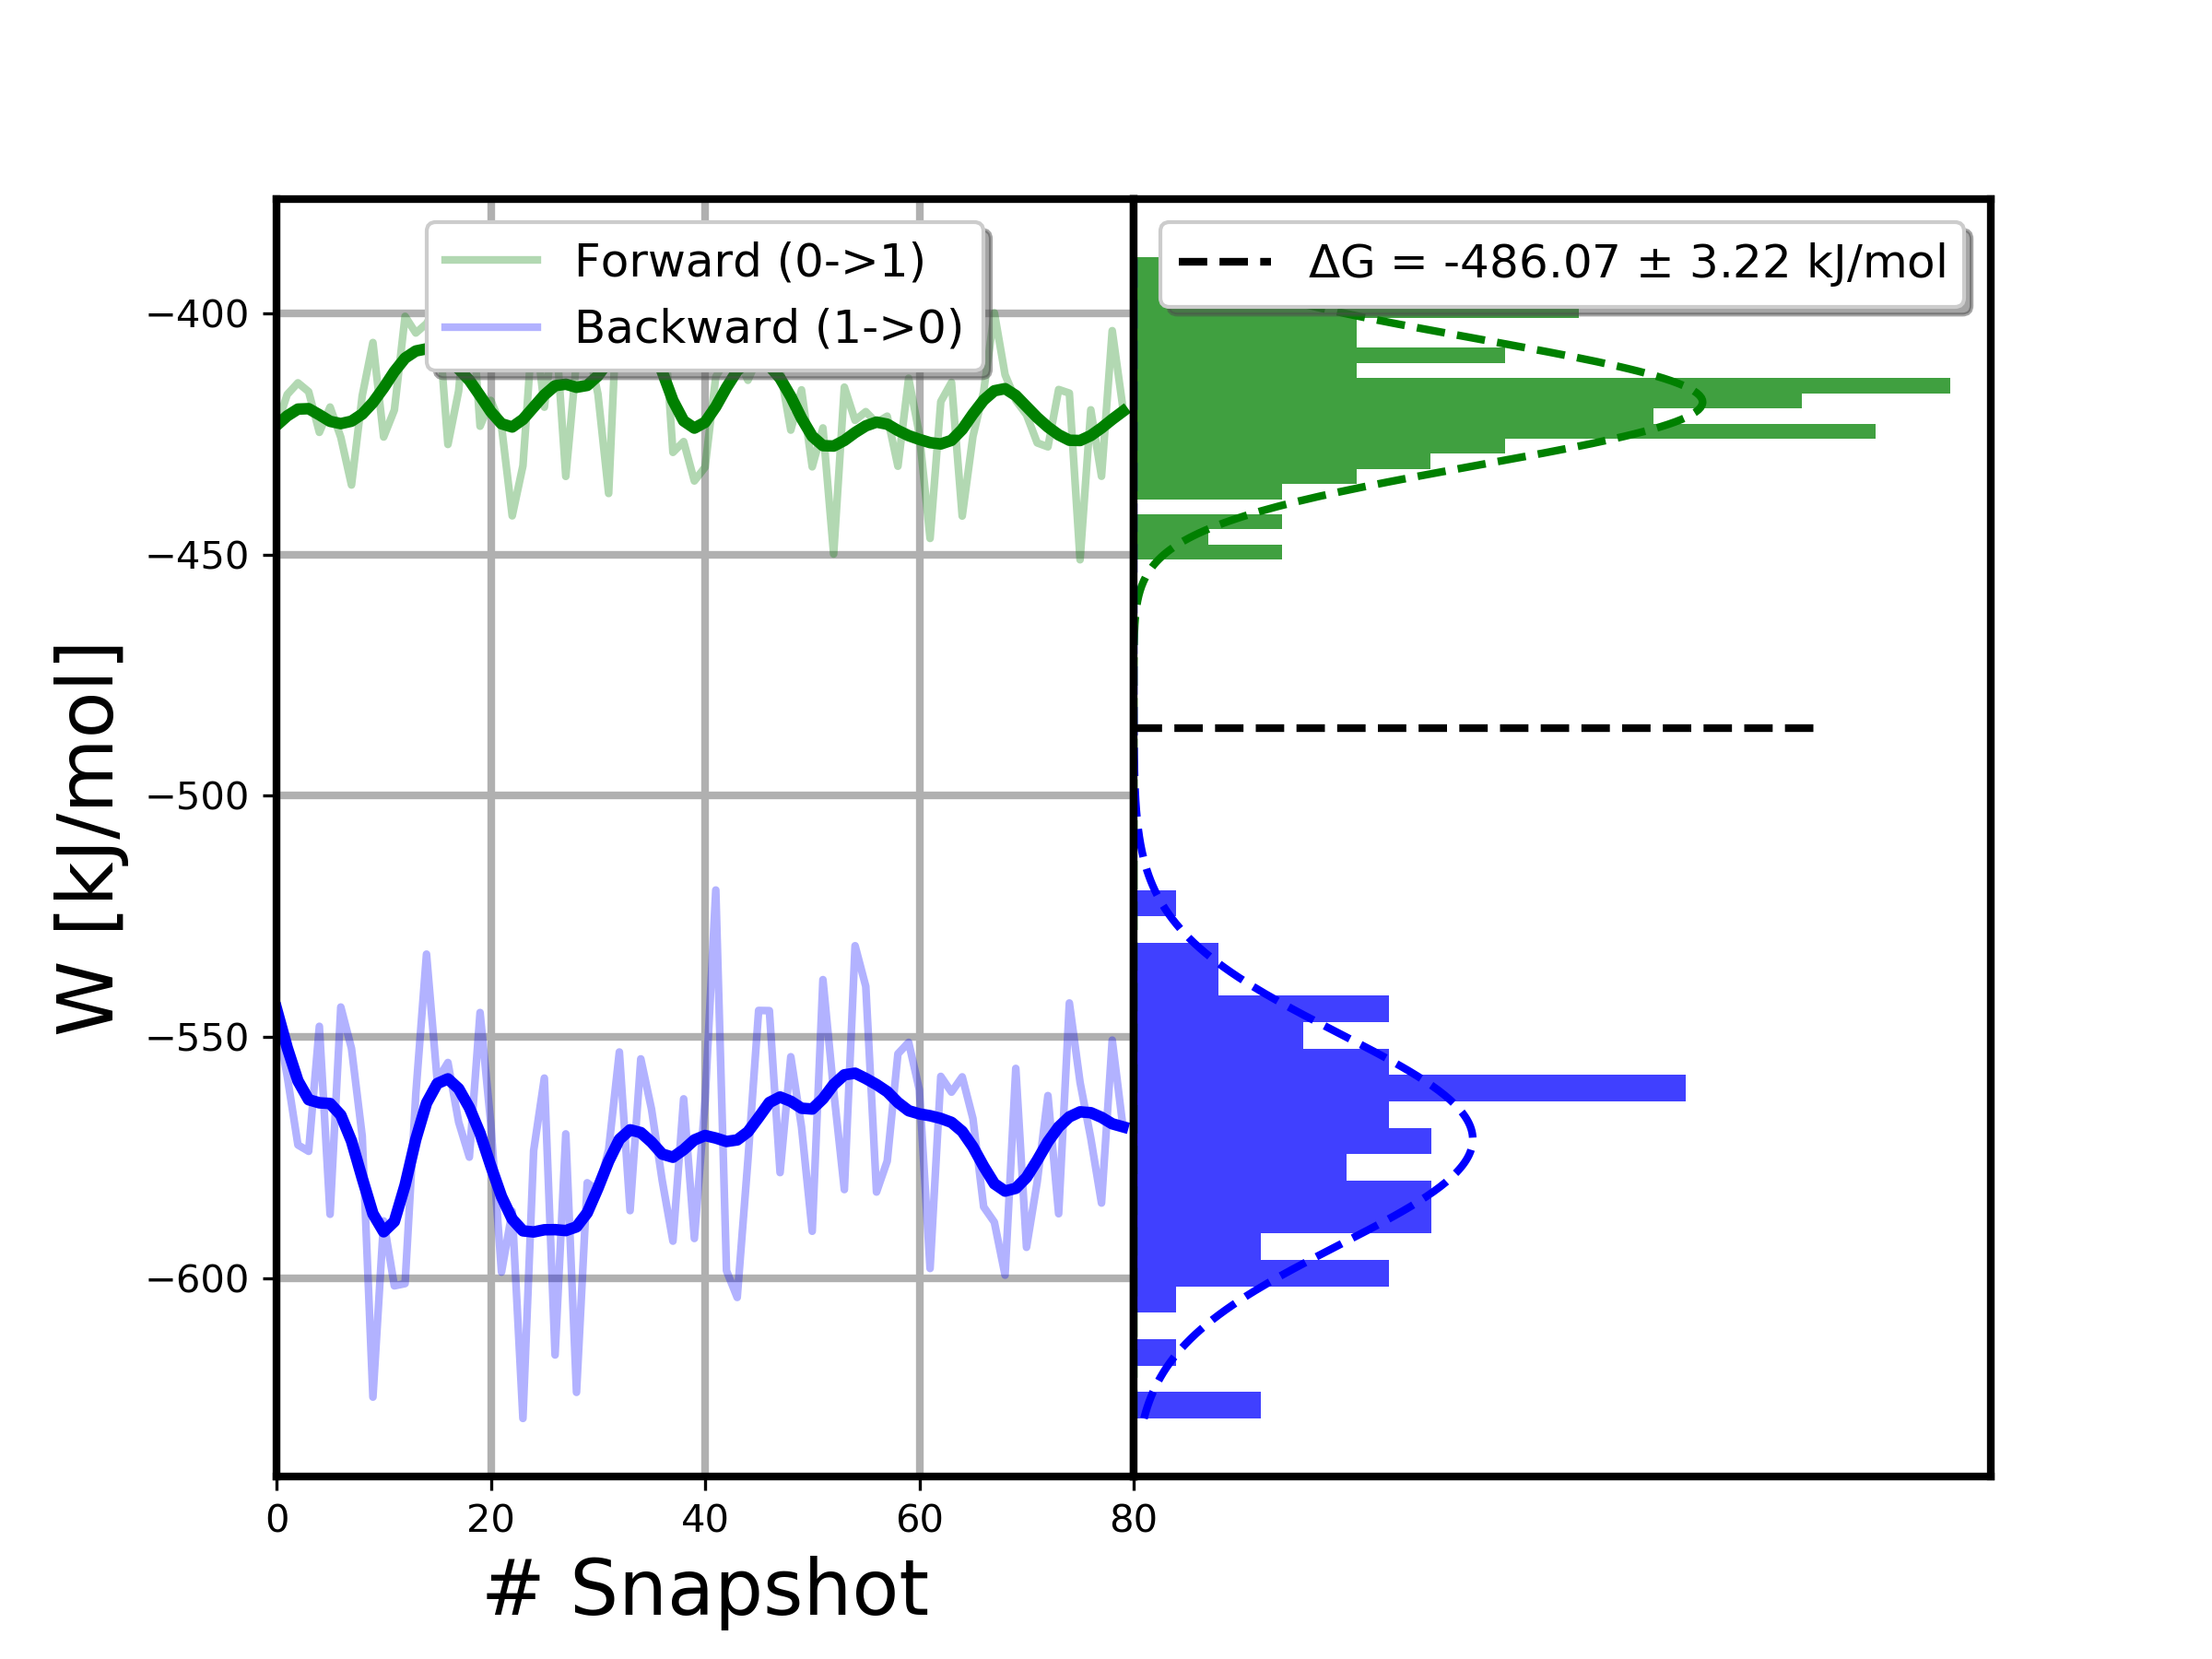 Forward (0->1)
Backward (1->0)
ΔG = -486.07 ± 3.22 kJ/mol
W [kJ/mol]
−400
−450
−500
−550
−600
0 20 40 60 80
# Snapshot